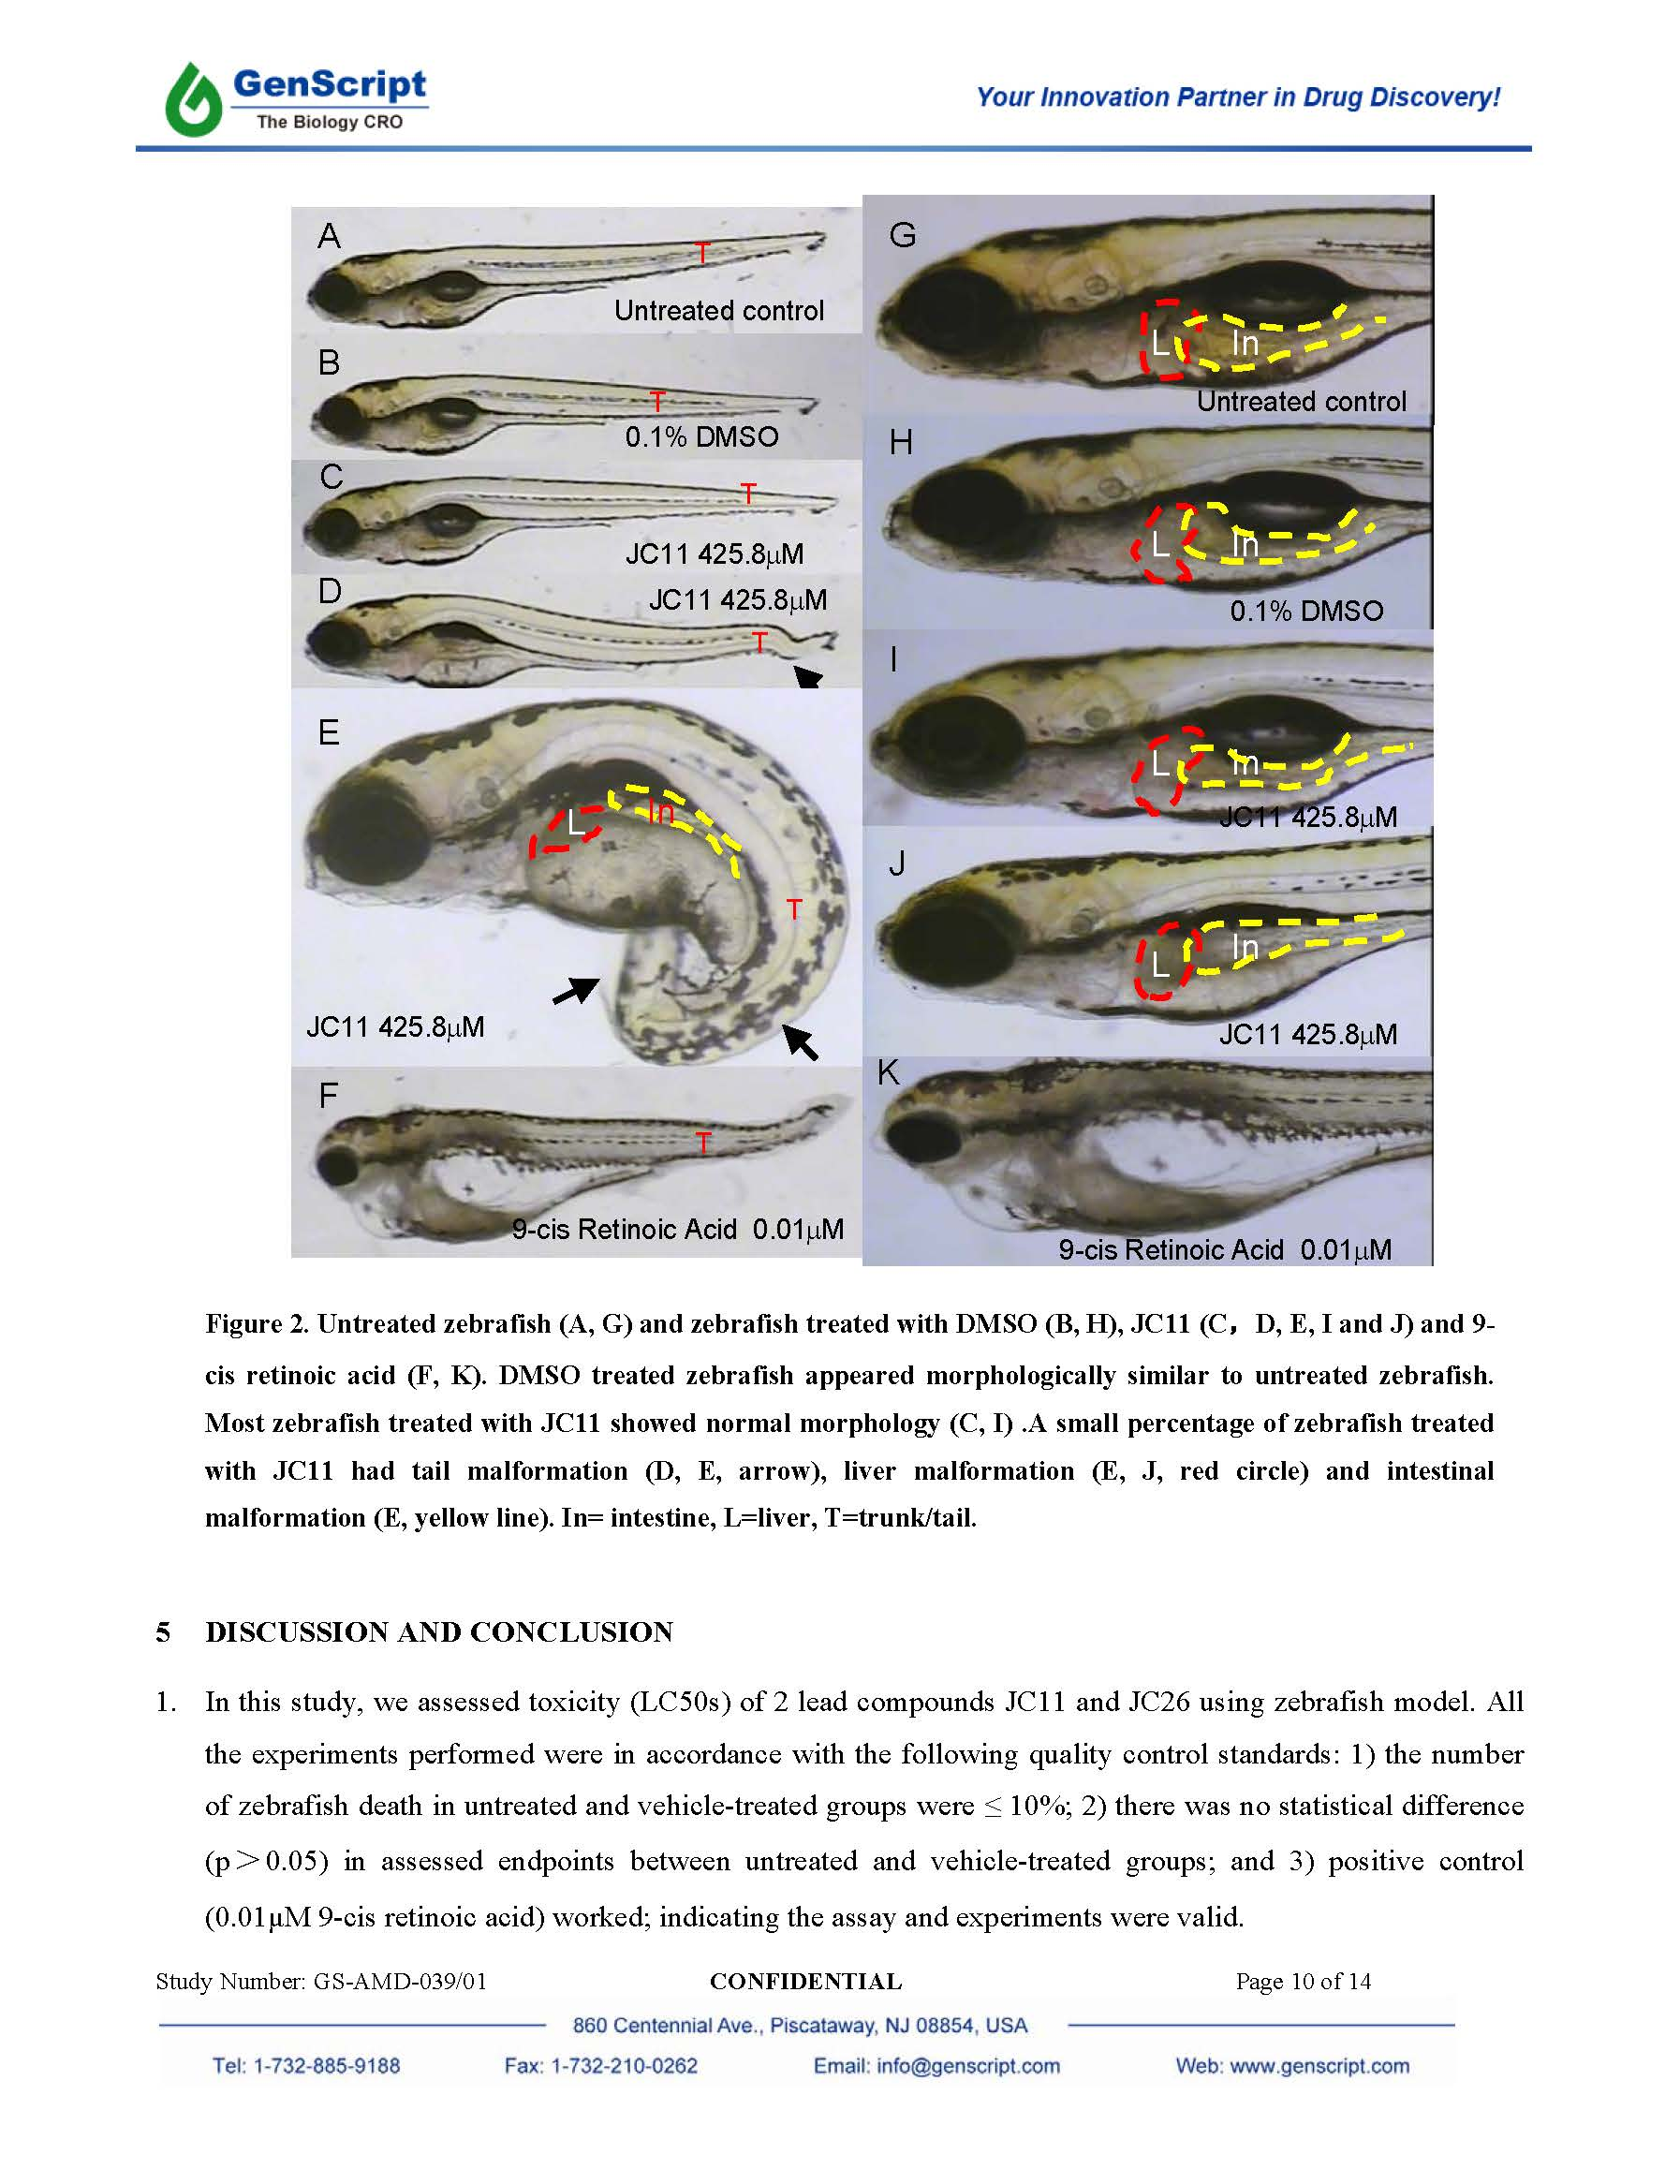 GenScript
The Biology CRO
Your Innovation Partner in Drug Discovery!
A
T
Untreated control
B
T
0.1% DMSO
C
T
JC11 425.8μM
D
JC11 425.8μM
T
E
L
In
T
JC11 425.8μM
F
T
9-cis Retinoic Acid 0.01μM
G
L
In
Untreated control
H
L
In
0.1% DMSO
I
L
In
JC11 425.8μM
J
L
In
JC11 425.8μM
K
9-cis Retinoic Acid 0.01μM
Figure 2. Untreated zebrafish (A, G) and zebrafish treated with DMSO (B, H), JC11 (C，D, E, I and J) and 9-
cis retinoic acid (F, K). DMSO treated zebrafish appeared morphologically similar to untreated zebrafish.
Most zebrafish treated with JC11 showed normal morphology (C, I) .A small percentage of zebrafish treated
with JC11 had tail malformation (D, E, arrow), liver malformation (E, J, red circle) and intestinal
malformation (E, yellow line). In= intestine, L=liver, T=trunk/tail.
5 DISCUSSION AND CONCLUSION
1. In this study, we assessed toxicity (LC50s) of 2 lead compounds JC11 and JC26 using zebrafish model. All
the experiments performed were in accordance with the following quality control standards: 1) the number
of zebrafish death in untreated and vehicle-treated groups were ≤ 10%; 2) there was no statistical difference
(p＞0.05) in assessed endpoints between untreated and vehicle-treated groups; and 3) positive control
(0.01μM 9-cis retinoic acid) worked; indicating the assay and experiments were valid.
Study Number: GS-AMD-039/01 CONFIDENTIAL Page 10 of 14
860 Centennial Ave., Piscataway, NJ 08854, USA
Tel: 1-732-885-9188 Fax: 1-732-210-0262 Email: info@genscript.com Web: www.genscript.com